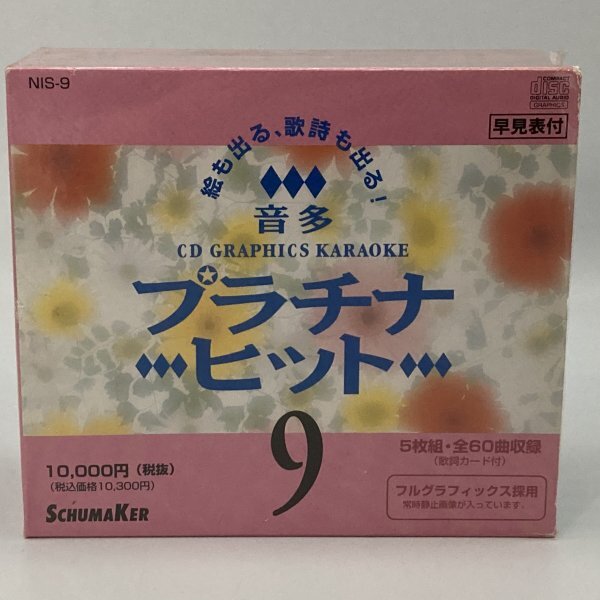 NIS-9
COMPACT
DISC
DIGITAL AUDIO
GRAPHICS
早見表付
絵も出る、歌詩も出る!
音多
CD GRAPHICS KARAOKE
プラチナ
ヒット
9
5枚組・全60曲収録
(歌詞カード付)
10,000円(税抜)
(税込価格10,300円)
フルグラフィックス採用
常時静止画像が入っています。
SCHUMAKER